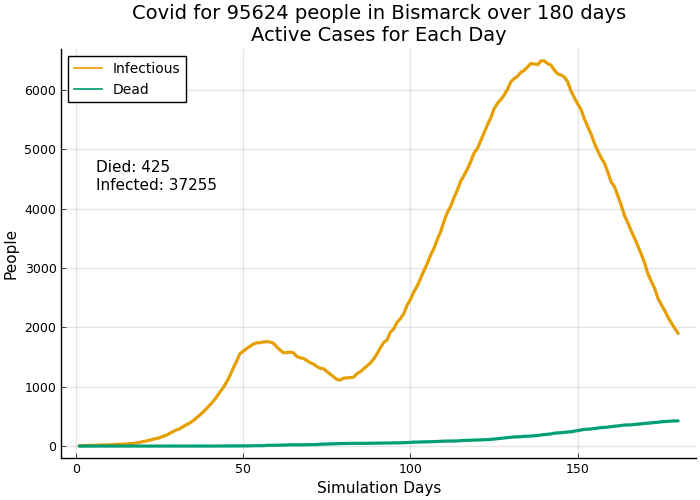 Covid for 95624 people in Bismarck over 180 days
Active Cases for Each Day
Infectious
Dead
Died: 425
Infected: 37255
People
6000
5000
4000
3000
2000
1000
0
0 50 100 150
Simulation Days